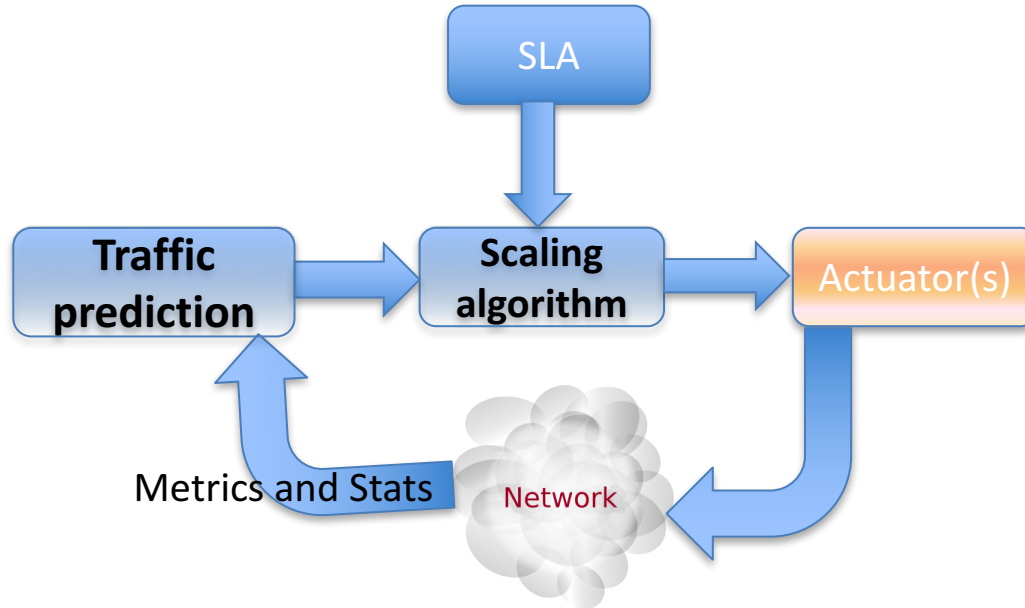 SLA
Traffic
prediction
Scaling
algorithm
Actuator(s)
Metrics and Stats
Network